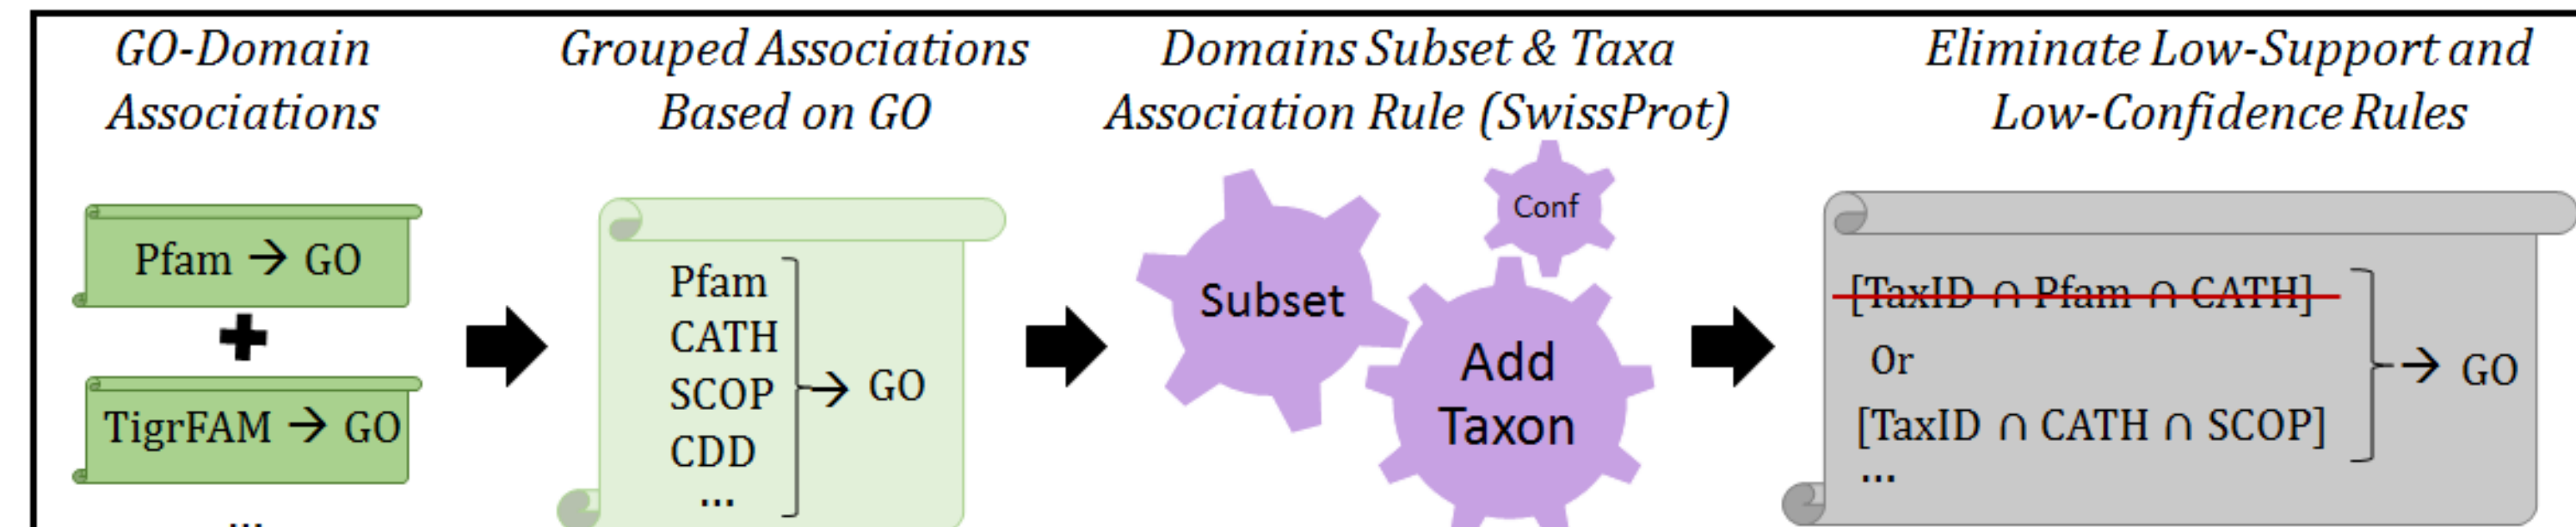 GO-Domain
Associations
Pfam → GO
+
TigrFAM → GO
...
Grouped Associations
Based on GO
Pfam
CATH
SCOP
CDD
...
→ GO
Domains Subset & Taxa
Association Rule (SwissProt)
Conf
Subset
Add
Taxon
Eliminate Low-Support and
Low-Confidence Rules
[TaxID ∩ Pfam ∩ CATH]
Or
[TaxID ∩ CATH ∩ SCOP]
...
→ GO